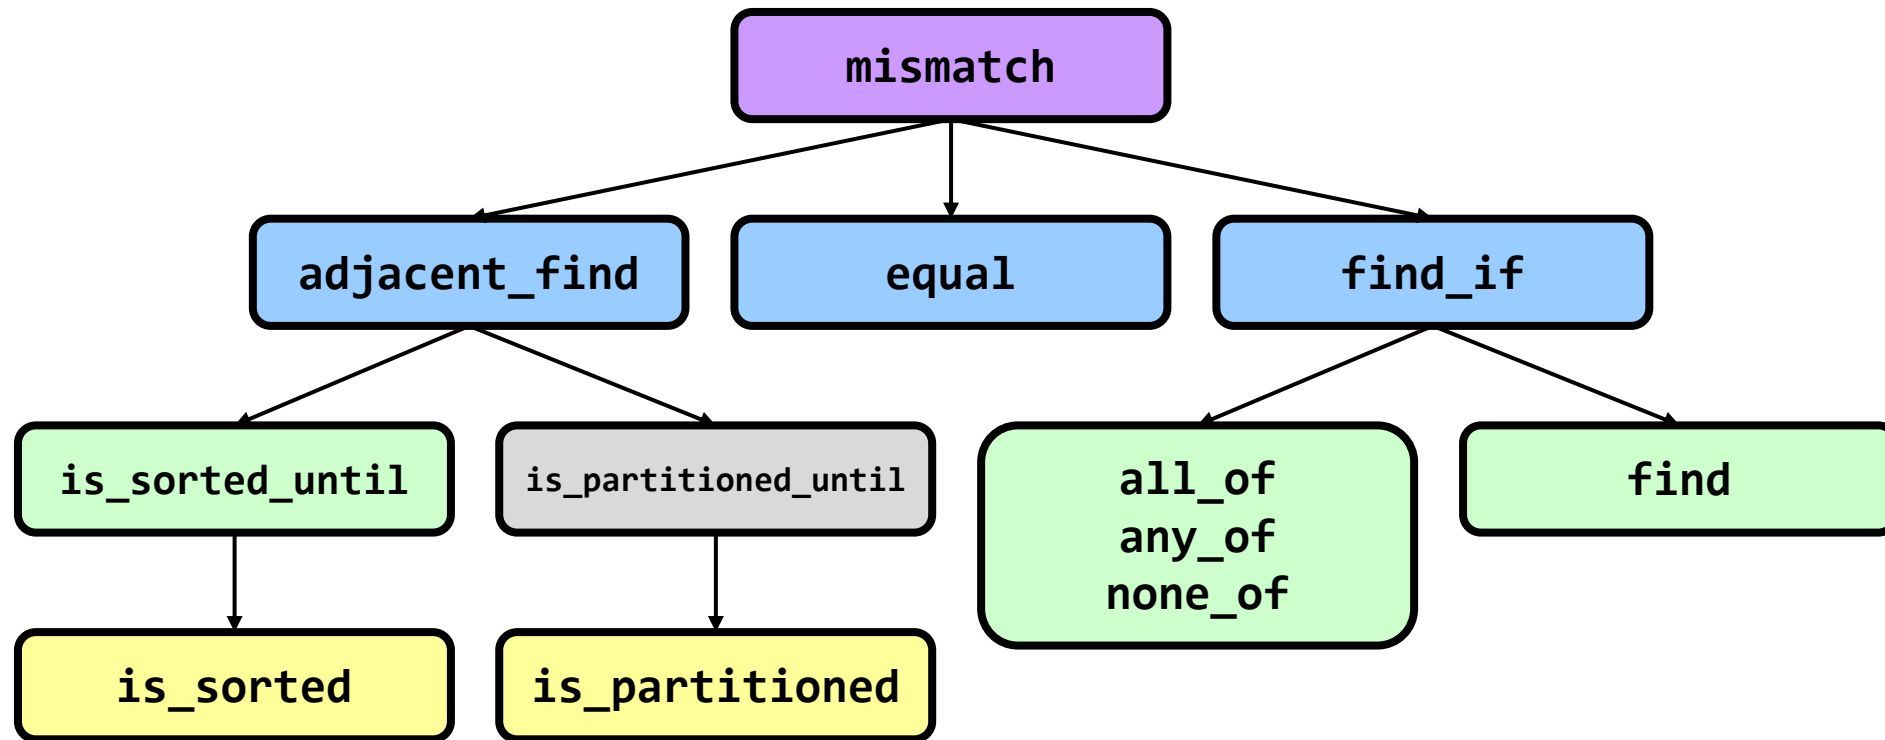 mismatch
adjacent_find
equal
find_if
is_sorted_until
is_partitioned_until
all_of
any_of
none_of
find
is_sorted
is_partitioned